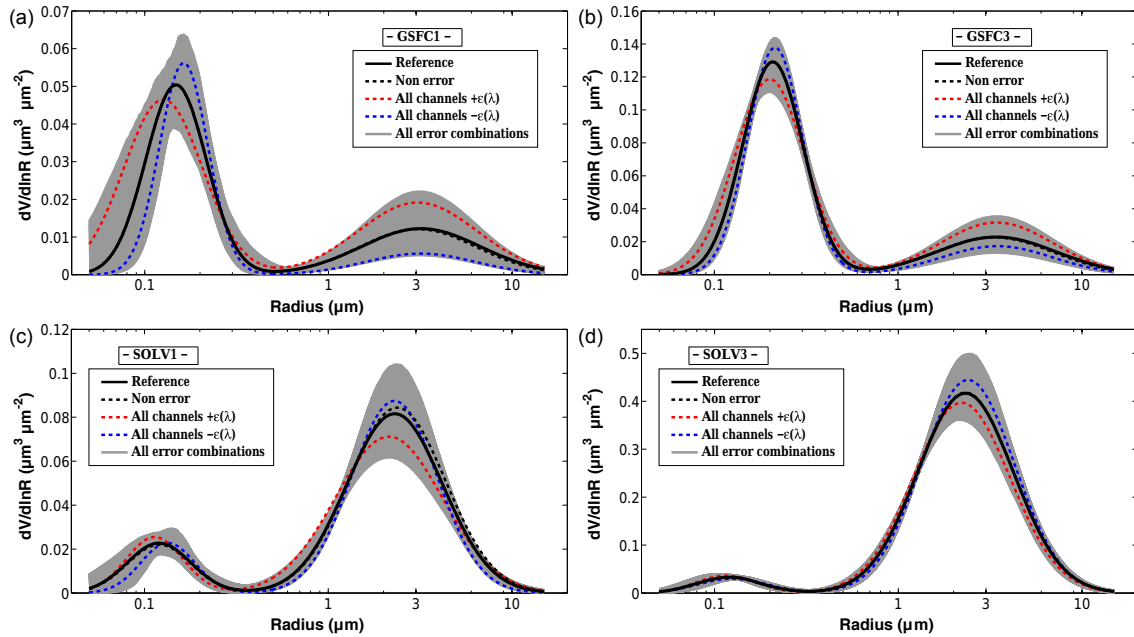 (a)
– GSFC1 –
Reference
Non error
All channels +ε(λ)
All channels −ε(λ)
All error combinations
dV/dlnR (μm³ μm⁻²)
0.07
0.06
0.05
0.04
0.03
0.02
0.01
0
0.1 1 3 10
Radius (μm)
(b)
– GSFC3 –
Reference
Non error
All channels +ε(λ)
All channels −ε(λ)
All error combinations
dV/dlnR (μm³ μm⁻²)
0.16
0.14
0.12
0.10
0.08
0.06
0.04
0.02
0
0.1 1 3 10
Radius (μm)
(c)
– SOLV1 –
Reference
Non error
All channels +ε(λ)
All channels −ε(λ)
All error combinations
dV/dlnR (μm³ μm⁻²)
0.12
0.1
0.08
0.06
0.04
0.02
0
0.1 1 3 10
Radius (μm)
(d)
– SOLV3 –
Reference
Non error
All channels +ε(λ)
All channels −ε(λ)
All error combinations
dV/dlnR (μm³ μm⁻²)
0.5
0.4
0.3
0.2
0.1
0
0.1 1 3 10
Radius (μm)